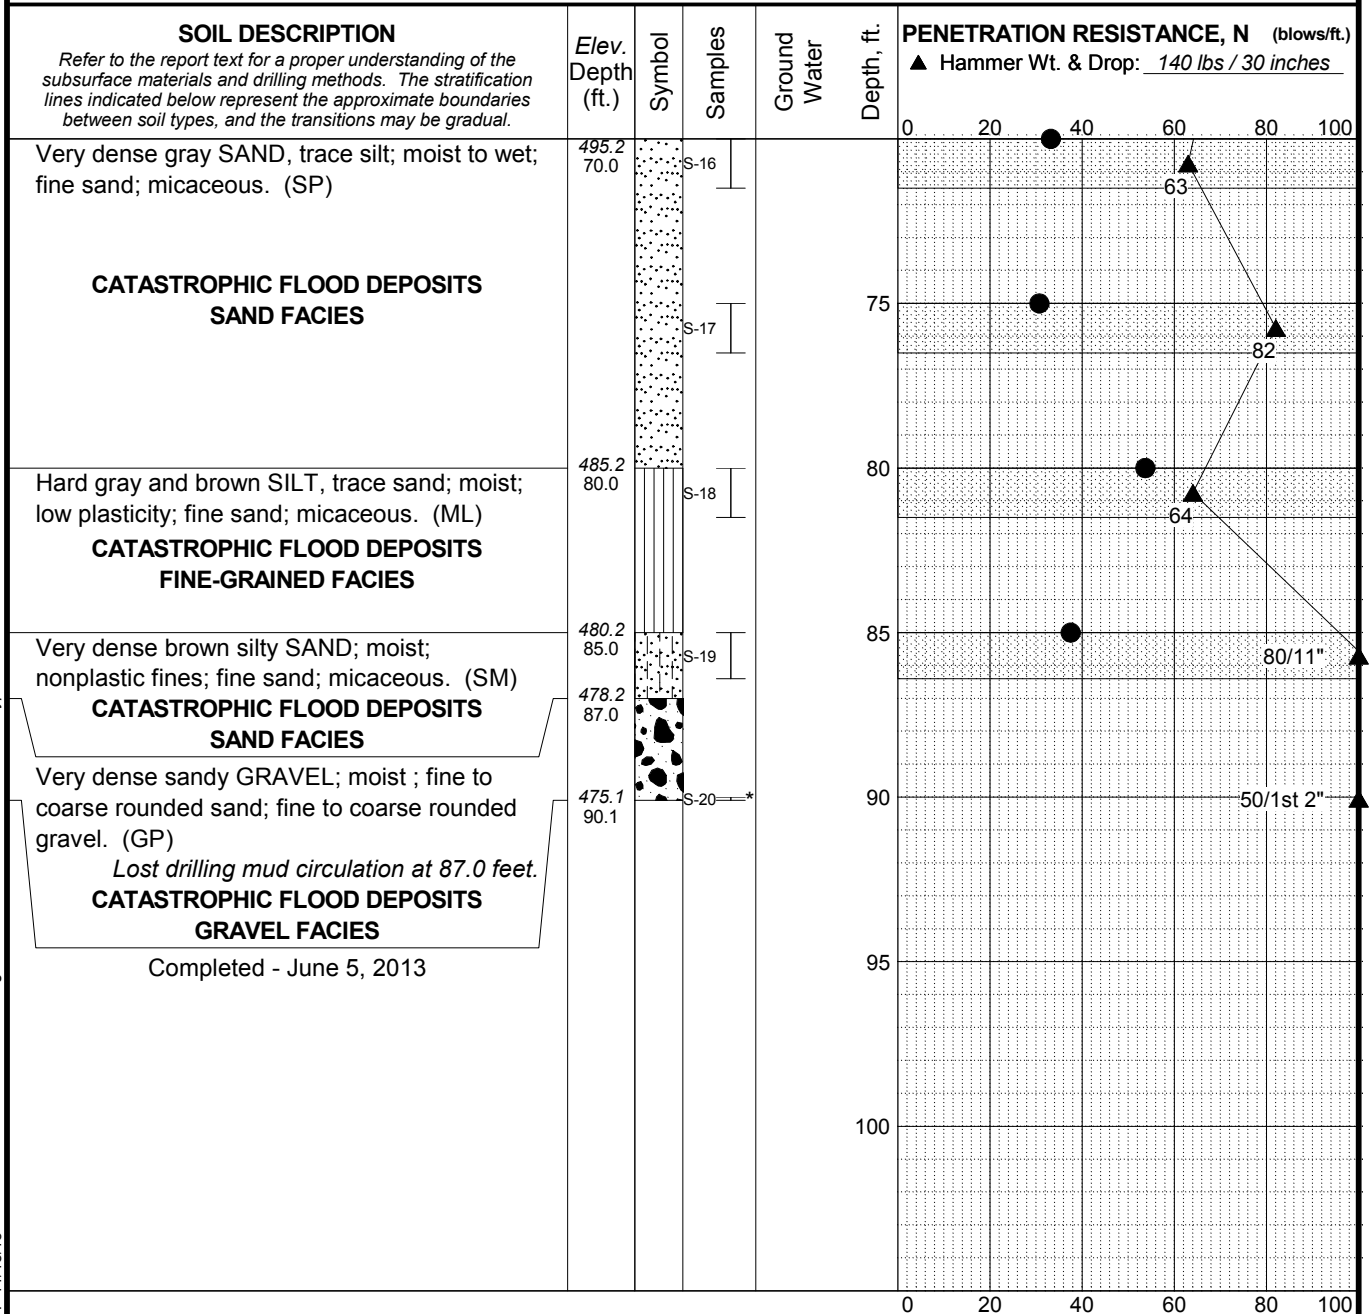 SOIL DESCRIPTION
Refer to the report text for a proper understanding of the
subsurface materials and drilling methods. The stratification
lines indicated below represent the approximate boundaries
between soil types, and the transitions may be gradual.
Elev.
Depth
(ft.)
Symbol
Samples
Ground
Water
Depth, ft.
PENETRATION RESISTANCE, N (blows/ft.)
▲ Hammer Wt. & Drop: 140 lbs / 30 inches
0 20 40 60 80 100
Very dense gray SAND, trace silt; moist to wet;
fine sand; micaceous. (SP)
CATASTROPHIC FLOOD DEPOSITS
SAND FACIES
495.2
70.0
S-16
63
S-17
75
82
Hard gray and brown SILT, trace sand; moist;
low plasticity; fine sand; micaceous. (ML)
CATASTROPHIC FLOOD DEPOSITS
FINE-GRAINED FACIES
485.2
80.0
S-18
80
64
Very dense brown silty SAND; moist;
nonplastic fines; fine sand; micaceous. (SM)
CATASTROPHIC FLOOD DEPOSITS
SAND FACIES
480.2
85.0
S-19
85
80/11"
478.2
87.0
Very dense sandy GRAVEL; moist ; fine to
coarse rounded sand; fine to coarse rounded
gravel. (GP)
Lost drilling mud circulation at 87.0 feet.
CATASTROPHIC FLOOD DEPOSITS
GRAVEL FACIES
475.1
90.1
S-20 *
90
50/1st 2"
Completed - June 5, 2013
95
100
0 20 40 60 80 100